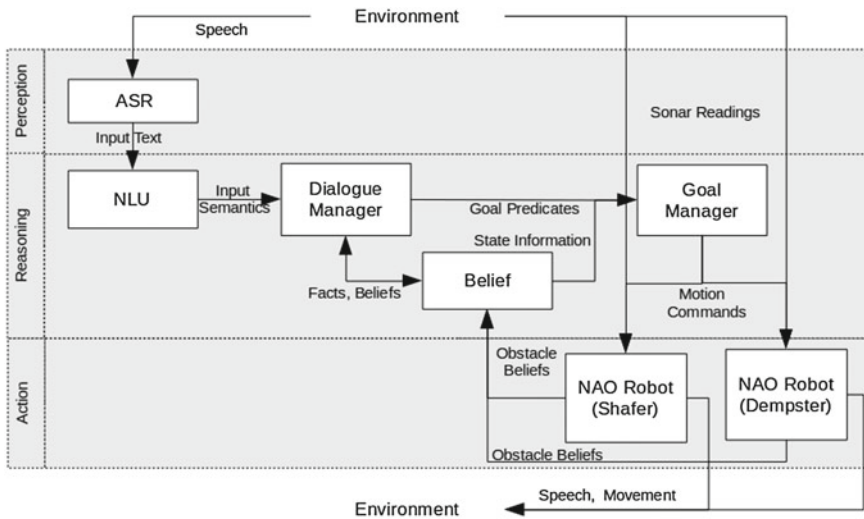 Environment
Speech
Perception
ASR
Sonar Readings
Input Text
Reasoning
NLU
Input
Semantics
Dialogue
Manager
Goal Predicates
Goal
Manager
State Information
Facts, Beliefs
Belief
Motion
Commands
Action
Obstacle
Beliefs
NAO Robot
(Shafer)
NAO Robot
(Dempster)
Obstacle Beliefs
Speech, Movement
Environment